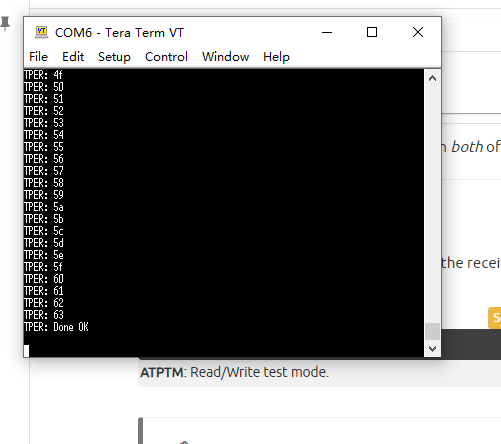 COM6 - Tera Term VT
File Edit Setup Control Window Help
TPER: 4f
TPER: 50
TPER: 51
TPER: 52
TPER: 53
TPER: 54
TPER: 55
TPER: 56
TPER: 57
TPER: 58
TPER: 59
TPER: 5a
TPER: 5b
TPER: 5c
TPER: 5d
TPER: 5e
TPER: 5f
TPER: 60
TPER: 61
TPER: 62
TPER: 63
TPER: Done OK
both of
the recei
S
ATPTM: Read/Write test mode.